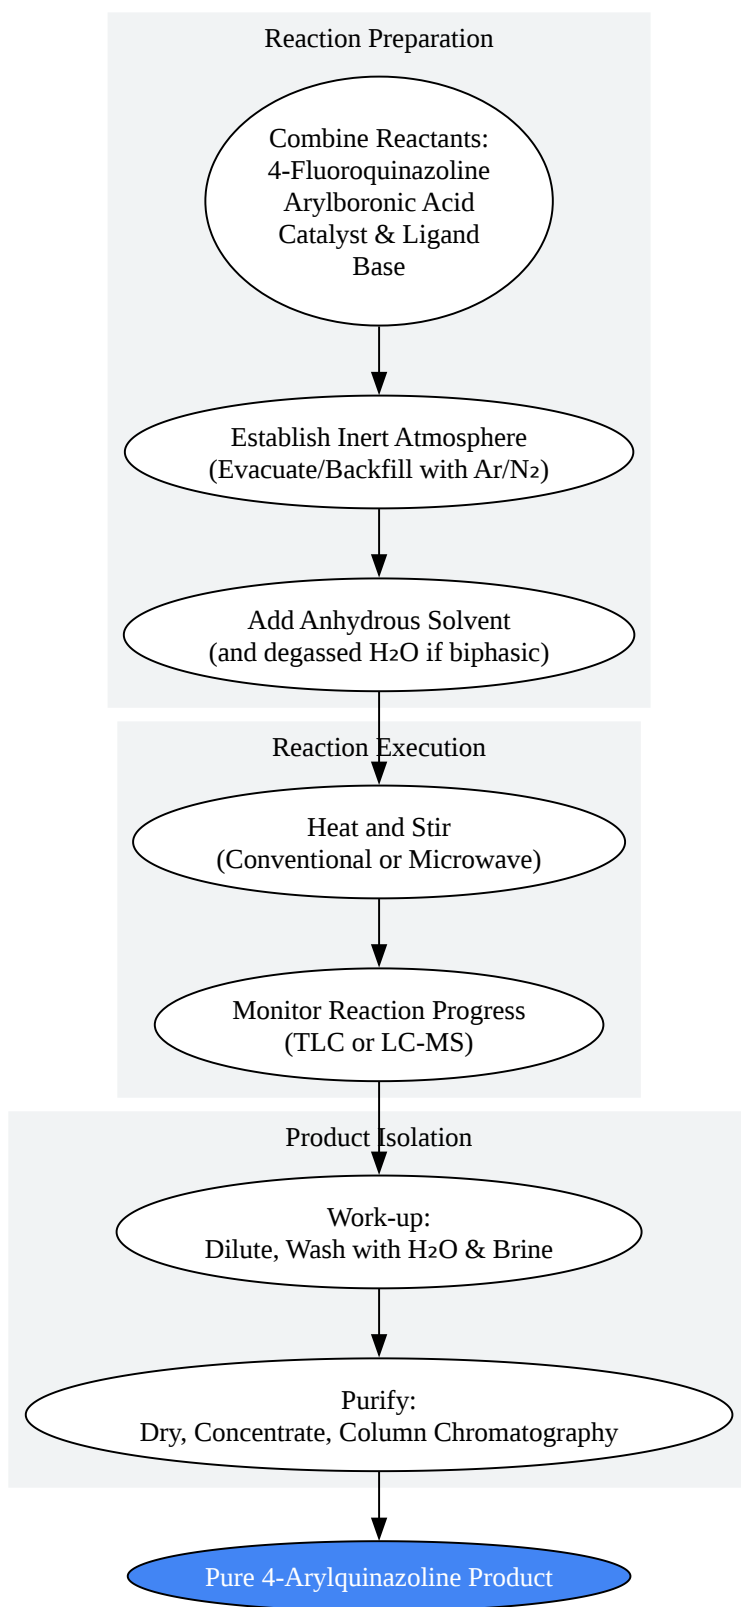 Reaction Preparation
Combine Reactants:
4-Fluoroquinazoline
Arylboronic Acid
Catalyst & Ligand
Base
Establish Inert Atmosphere
(Evacuate/Backfill with Ar/N₂)
Add Anhydrous Solvent
(and degassed H₂O if biphasic)
Reaction Execution
Heat and Stir
(Conventional or Microwave)
Monitor Reaction Progress
(TLC or LC-MS)
Product Isolation
Work-up:
Dilute, Wash with H₂O & Brine
Purify:
Dry, Concentrate, Column Chromatography
Pure 4-Arylquinazoline Product